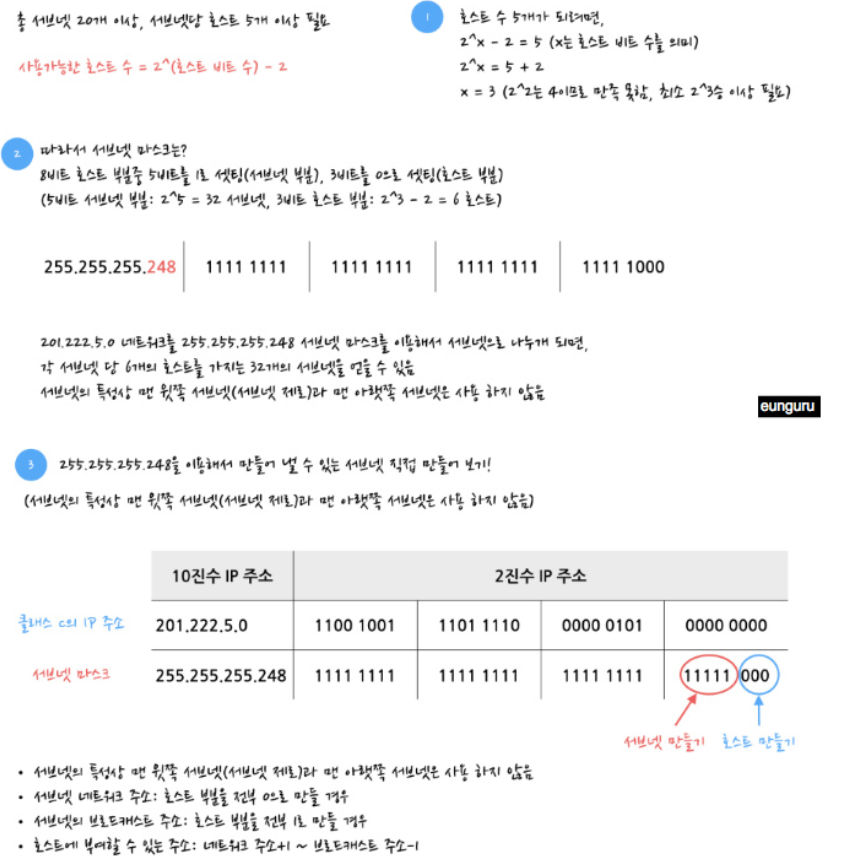 총 서브넷 20개 이상, 서브넷당 호스트 5개 이상 필요
사용가능한 호스트 수 = 2^(호스트 비트 수) - 2
1
호스트 수 5개가 되려면,
2^x - 2 = 5 (x는 호스트 비트 수를 의미)
2^x = 5 + 2
x = 3 (2^2는 4이므로 만족 못함, 최소 2^3승 이상 필요)
2
따라서 서브넷 마스크는?
8비트 호스트 부분중 5비트를 1로 셋팅(서브넷 부분), 3비트를 0으로 셋팅(호스트 부분)
(5비트 서브넷 부분: 2^5 = 32 서브넷, 3비트 호스트 부분: 2^3 - 2 = 6 호스트)
255.255.255.248 1111 1111 1111 1111 1111 1111 1111 1000
201.222.5.0 네트워크를 255.255.255.248 서브넷 마스크를 이용해서 서브넷으로 나누게 되면,
각 서브넷 당 6개의 호스트를 가지는 32개의 서브넷을 얻을 수 있음
서브넷의 특성상 맨 윗쪽 서브넷(서브넷 제로)과 맨 아랫쪽 서브넷은 사용 하지 않음
eunguru
3
255.255.255.248을 이용해서 만들어 낼 수 있는 서브넷 직접 만들어 보기!
(서브넷의 특성상 맨 윗쪽 서브넷(서브넷 제로)과 맨 아랫쪽 서브넷은 사용 하지 않음)
10진수 IP 주소 2진수 IP 주소
클래스 C의 IP 주소 201.222.5.0 1100 1001 1101 1110 0000 0101 0000 0000
서브넷 마스크 255.255.255.248 1111 1111 1111 1111 1111 1111 11111 000
서브넷 만들기 호스트 만들기
• 서브넷의 특성상 맨 윗쪽 서브넷(서브넷 제로)과 맨 아랫쪽 서브넷은 사용 하지 않음
• 서브넷 네트워크 주소: 호스트 부분을 전부 0으로 만들 경우
• 서브넷의 브로드캐스트 주소: 호스트 부분을 전부 1로 만들 경우
• 호스트에 부여할 수 있는 주소: 네트워크 주소+1 ~ 브로드캐스트 주소-1